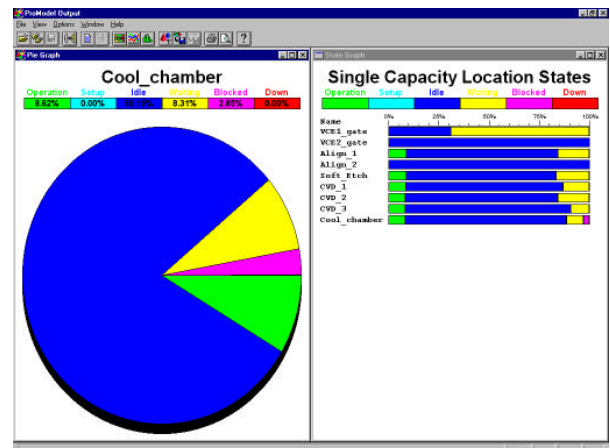 ProModel Output
File View Options Window Help
Pie Graph
Cool_chamber
Operation Setup Idle Waiting Blocked Down
8.62% 0.00% 8.31% 2.85% 0.00%
State Graph
Single Capacity Location States
Operation Setup Idle Waiting Blocked Down
Name 0% 25% 50% 75% 100%
VCE1_gate
VCE2_gate
Align_1
Align_2
Soft_Etch
CVD_1
CVD_2
CVD_3
Cool_chamber